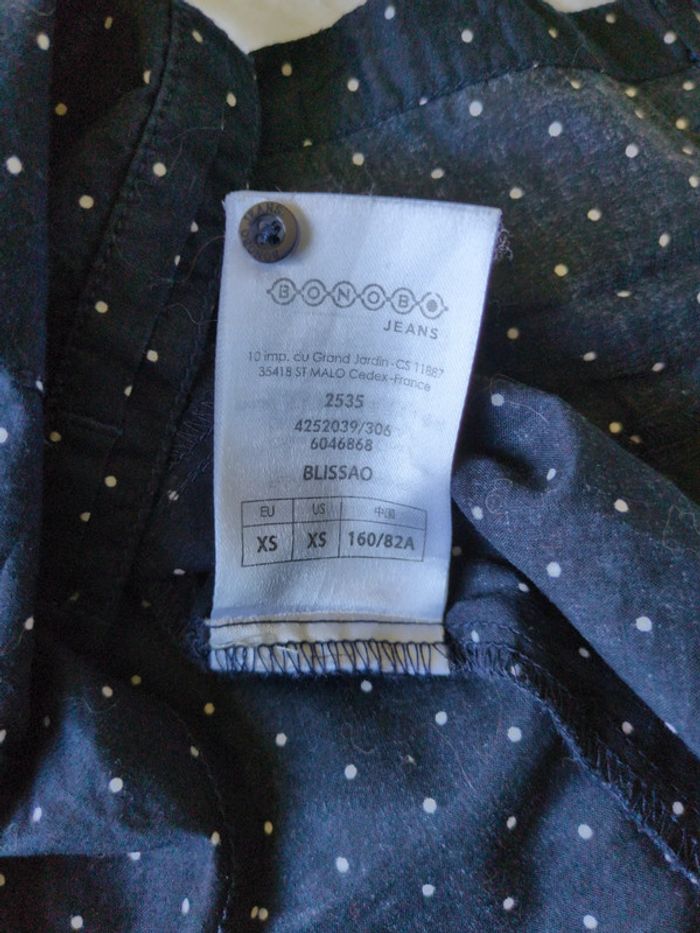 BONOBO
JEANS
10 imp. du Grand Jardin-CS 11887
35418 ST MALO Cedex-France
2535
4252039/306
6046868
BLISSAO
EU US 中国
XS XS 160/82A
JEANS